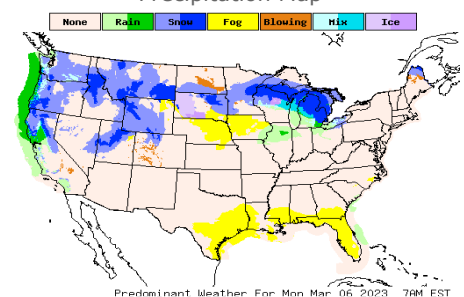 Precipitation Map
None Rain Snow Fog Blowing Mix Ice
Predominant Weather For Mon Mar 06 2023 7AM EST